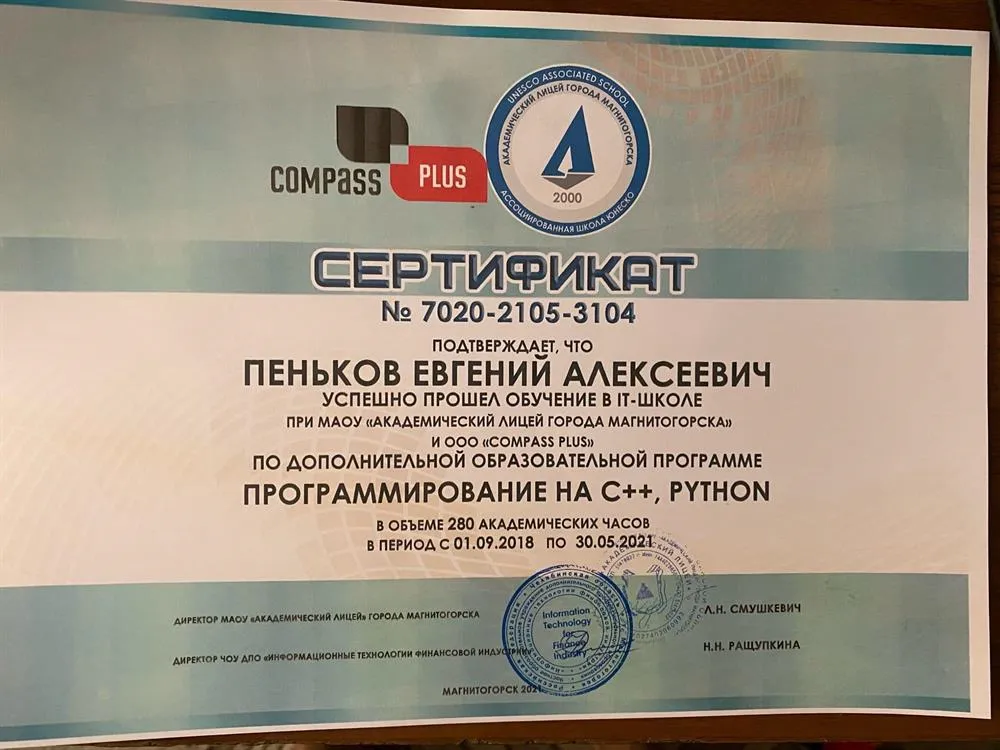 COMPASS PLUS
UNESCO ASSOCIATED SCHOOL
АКАДЕМИЧЕСКИЙ ЛИЦЕЙ ГОРОДА МАГНИТОГОРСКА
2000
АССОЦИИРОВАННАЯ ШКОЛА ЮНЕСКО
СЕРТИФИКАТ
№ 7020-2105-3104
ПОДТВЕРЖДАЕТ, ЧТО
ПЕНЬКОВ ЕВГЕНИЙ АЛЕКСЕЕВИЧ
УСПЕШНО ПРОШЕЛ ОБУЧЕНИЕ В IT-ШКОЛЕ
ПРИ МАОУ «АКАДЕМИЧЕСКИЙ ЛИЦЕЙ ГОРОДА МАГНИТОГОРСКА»
И ООО «COMPASS PLUS»
ПО ДОПОЛНИТЕЛЬНОЙ ОБРАЗОВАТЕЛЬНОЙ ПРОГРАММЕ
ПРОГРАММИРОВАНИЕ НА C++, PYTHON
В ОБЪЕМЕ 280 АКАДЕМИЧЕСКИХ ЧАСОВ
В ПЕРИОД С 01.09.2018 ПО 30.05.2021
ДИРЕКТОР МАОУ «АКАДЕМИЧЕСКИЙ ЛИЦЕЙ» ГОРОДА МАГНИТОГОРСКА
Л.Н. СМУШКЕВИЧ
ДИРЕКТОР ЧОУ ДПО «ИНФОРМАЦИОННЫЕ ТЕХНОЛОГИИ ФИНАНСОВОЙ ИНДУСТРИИ»
Н.Н. РАЩУПКИНА
Information
Technology
for
Finance
Industry
МАГНИТОГОРСК 2021